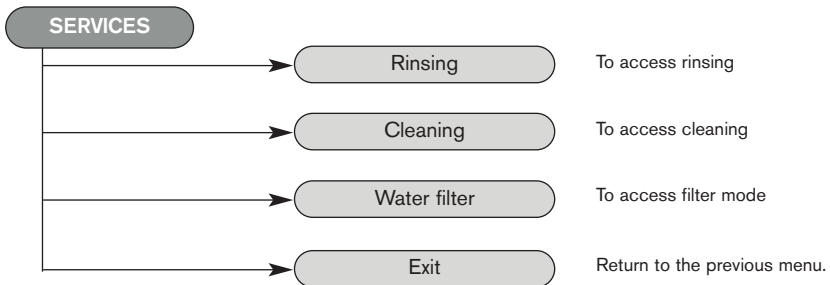 SERVICES
Rinsing To access rinsing
Cleaning To access cleaning
Water filter To access filter mode
Exit Return to the previous menu.